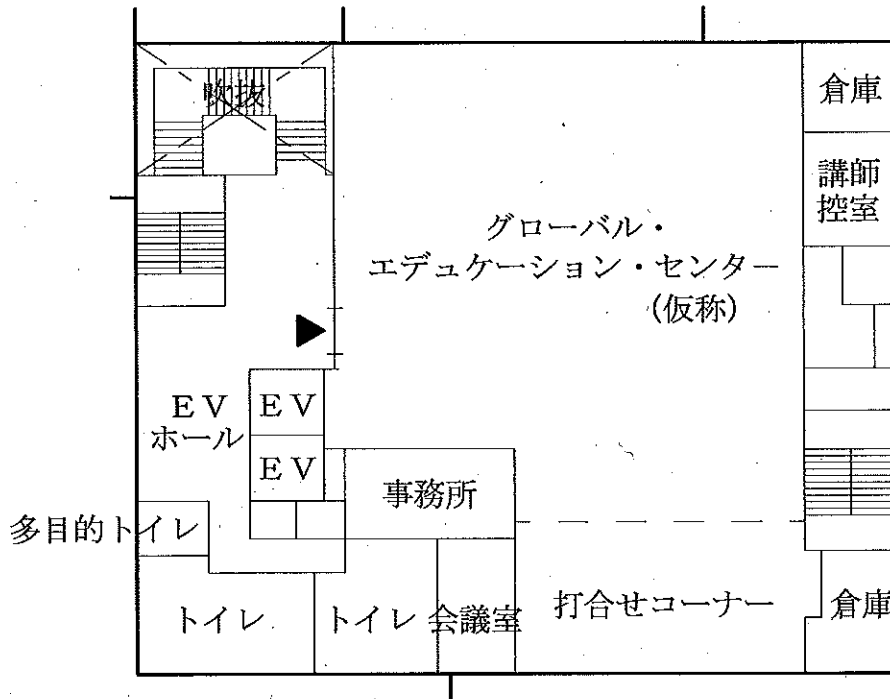 吹抜
倉庫
講師
控室
グローバル・
エデュケーション・センター
(仮称)
EV
ホール
EV
EV
事務所
多目的トイレ
トイレ
トイレ
会議室
打合せコーナー
倉庫